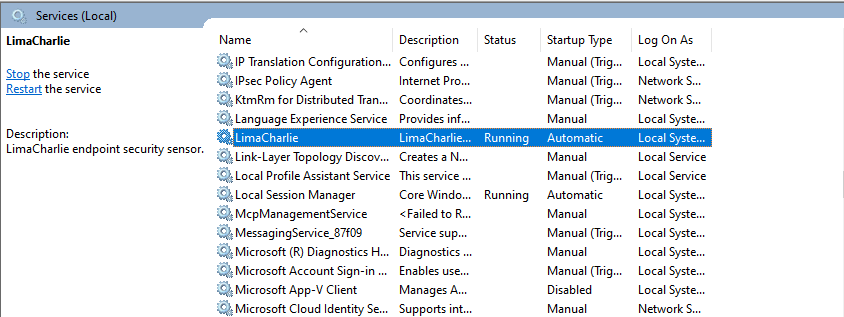 Services (Local)
LimaCharlie
Stop the service
Restart the service
Description:
LimaCharlie endpoint security sensor.
Name Description Status Startup Type Log On As
IP Translation Configuration... Configures ... Manual (Trig... Local Syste...
IPsec Policy Agent Internet Pro... Manual (Trig... Network S...
KtmRm for Distributed Tran... Coordinates... Manual (Trig... Network S...
Language Experience Service Provides inf... Manual Local Syste...
LimaCharlie LimaCharlie... Running Automatic Local Syste...
Link-Layer Topology Discov... Creates a N... Manual Local Service
Local Profile Assistant Service This service ... Manual (Trig... Local Service
Local Session Manager Core Windo... Running Automatic Local Syste...
McpManagementService <Failed to R... Manual Local Syste...
MessagingService_87f09 Service sup... Manual (Trig... Local Syste...
Microsoft (R) Diagnostics H... Diagnostics ... Manual Local Syste...
Microsoft Account Sign-in ... Enables use... Manual (Trig... Local Syste...
Microsoft App-V Client Manages A... Disabled Local Syste...
Microsoft Cloud Identity Se... Supports int... Manual Network S...